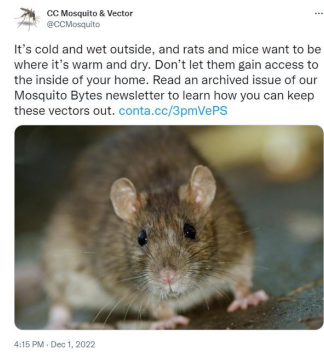 CC Mosquito & Vector
@CCMosquito
It's cold and wet outside, and rats and mice want to be
where it's warm and dry. Don't let them gain access to
the inside of your home. Read an archived issue of our
Mosquito Bytes newsletter to learn how you can keep
these vectors out. conta.cc/3pmVePS
4:15 PM · Dec 1, 2022